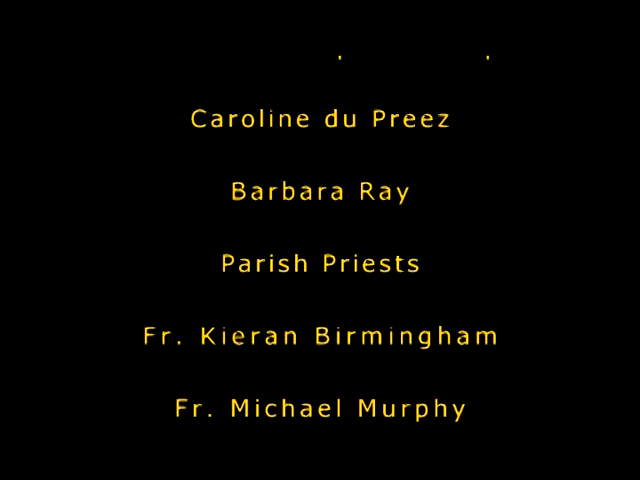 Caroline du Preez
Barbara Ray
Parish Priests
Fr. Kieran Birmingham
Fr. Michael Murphy